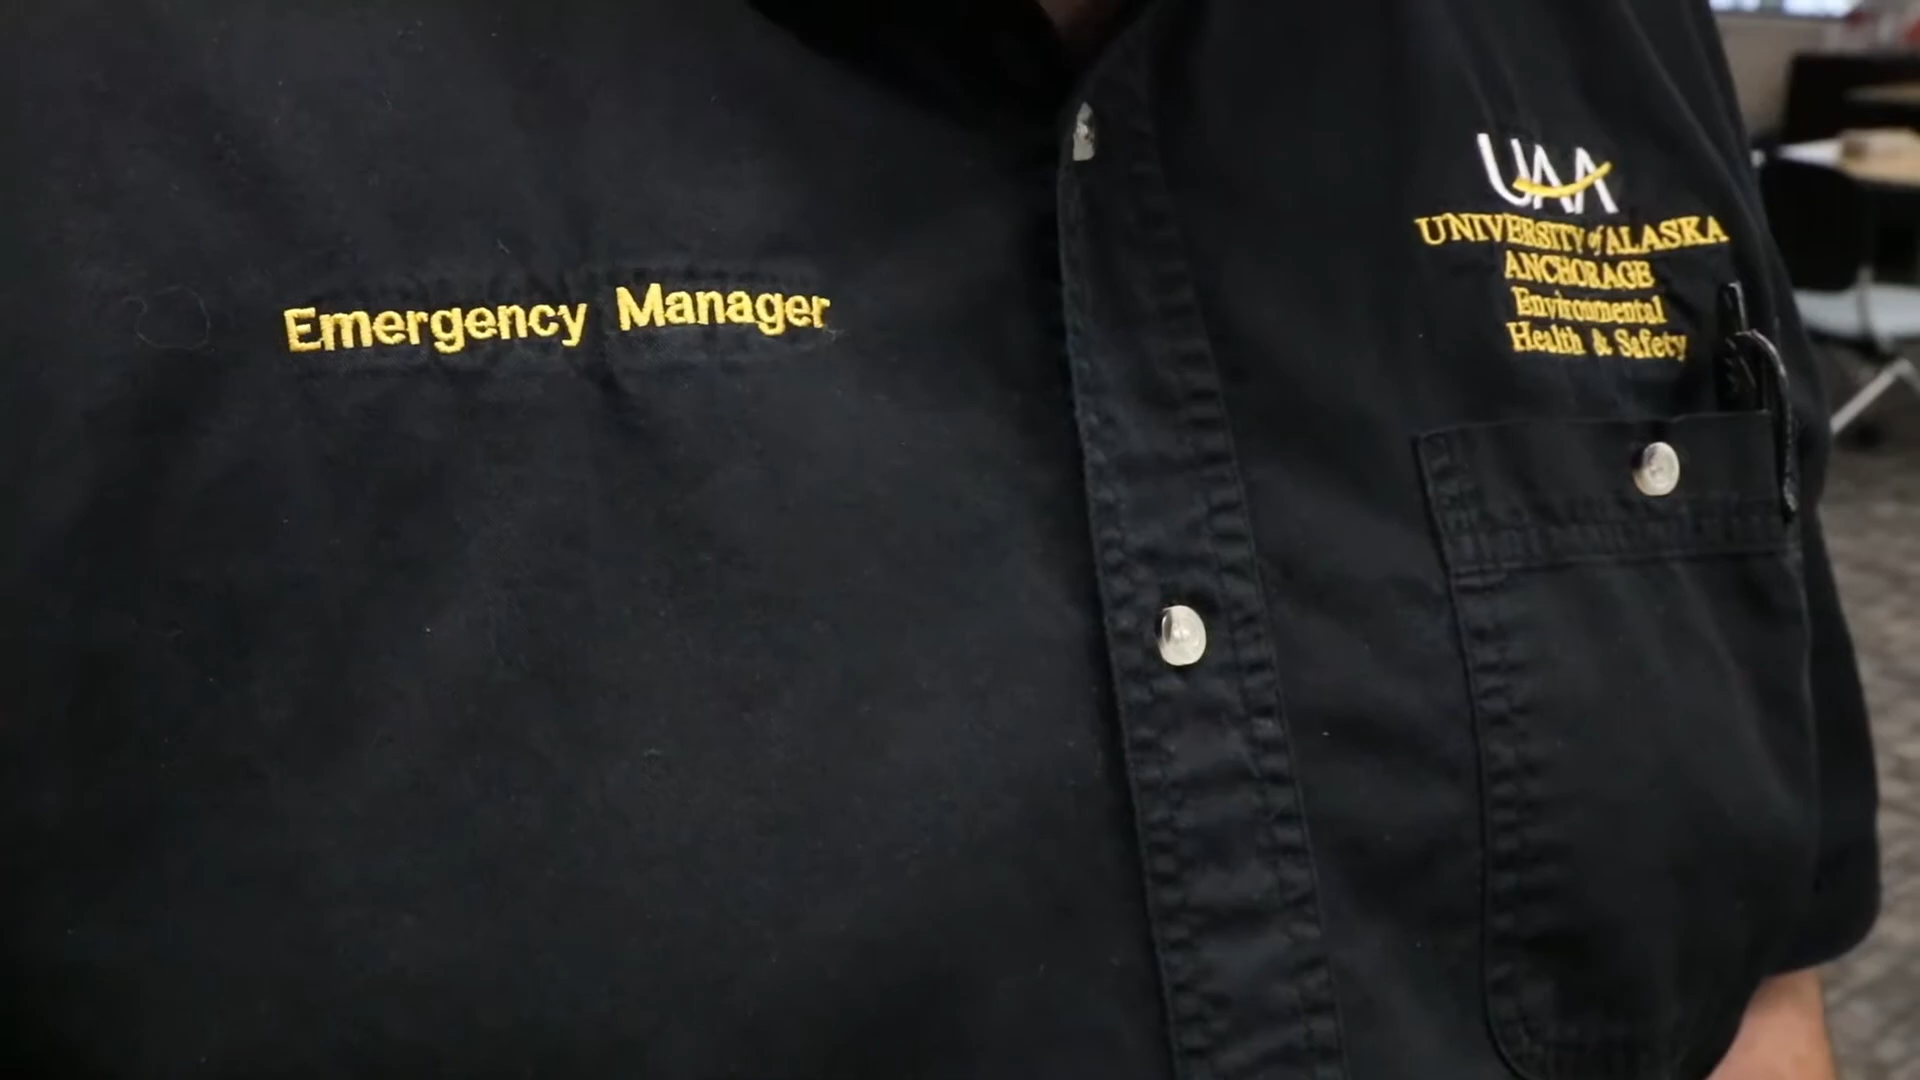 Emergency Manager
UAA
UNIVERSITY of ALASKA
ANCHORAGE
Environmental
Health & Safety